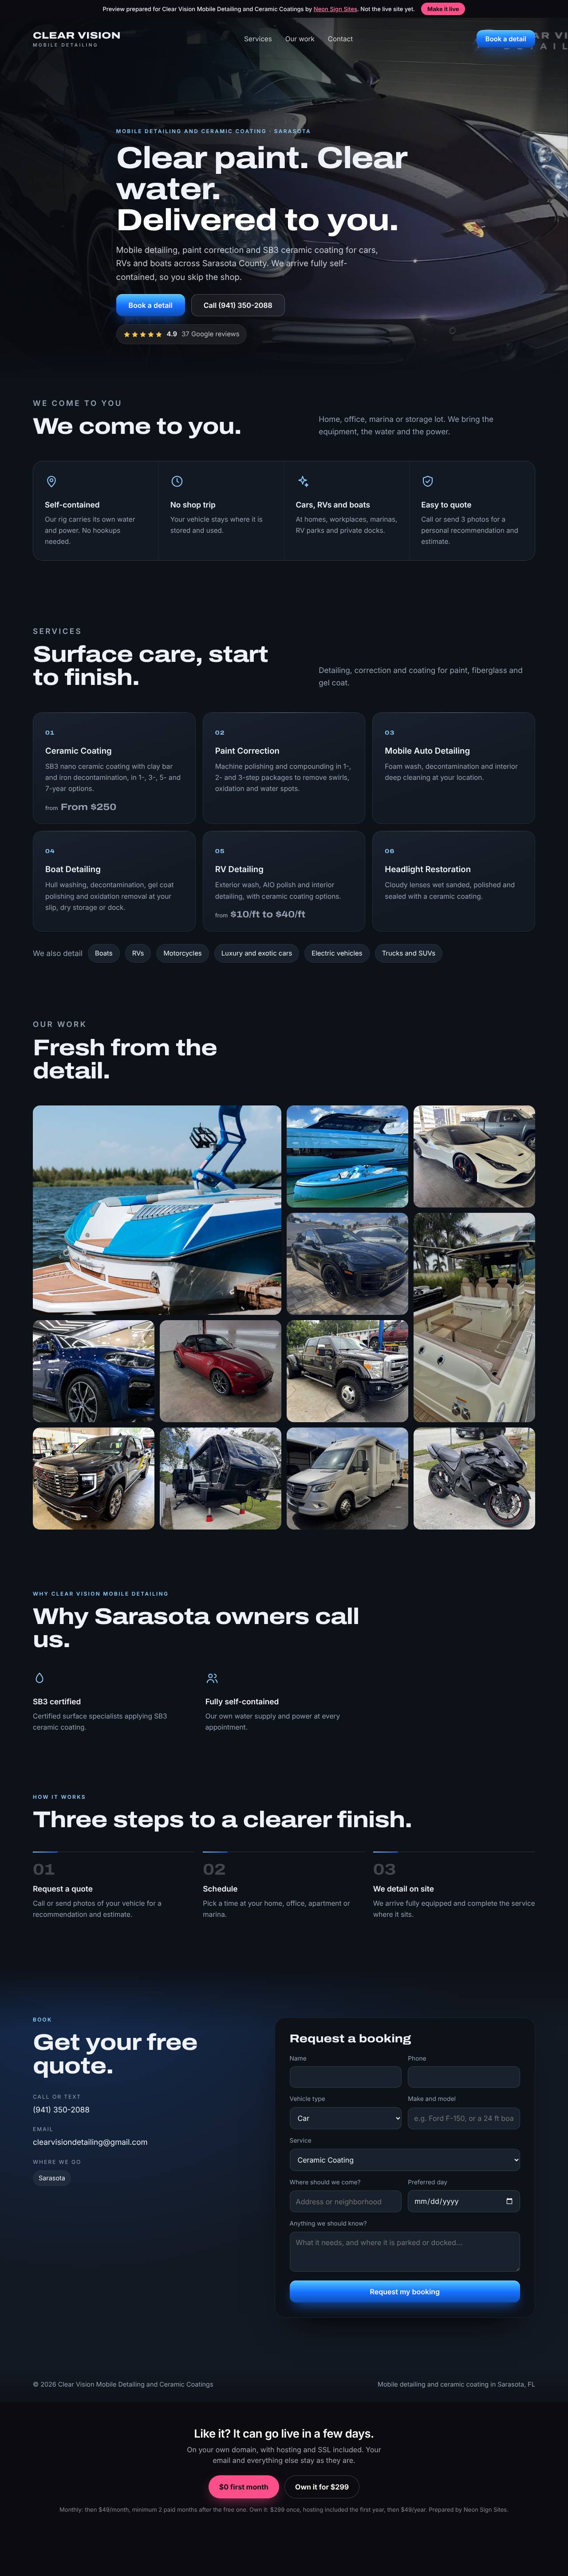 Preview prepared for Clear Vision Mobile Detailing and Ceramic Coatings by Neon Sign Sites. Not the live site yet. Make it live
CLEAR VISION
MOBILE DETAILING
Services Our work Contact
Book a detail
MOBILE DETAILING AND CERAMIC COATING · SARASOTA
Clear paint. Clear
water.
Delivered to you.
Mobile detailing, paint correction and SB3 ceramic coating for cars,
RVs and boats across Sarasota County. We arrive fully self-
contained, so you skip the shop.
Book a detail Call (941) 350-2088
★★★★★ 4.9 37 Google reviews
WE COME TO YOU
We come to you.
Home, office, marina or storage lot. We bring the
equipment, the water and the power.
Self-contained
Our rig carries its own water
and power. No hookups
needed.
No shop trip
Your vehicle stays where it is
stored and used.
Cars, RVs and boats
At homes, workplaces, marinas,
RV parks and private docks.
Easy to quote
Call or send 3 photos for a
personal recommendation and
estimate.
SERVICES
Surface care, start
to finish.
Detailing, correction and coating for paint, fiberglass and
gel coat.
01
Ceramic Coating
SB3 nano ceramic coating with clay bar
and iron decontamination, in 1-, 3-, 5- and
7-year options.
from From $250
02
Paint Correction
Machine polishing and compounding in 1-,
2- and 3-step packages to remove swirls,
oxidation and water spots.
03
Mobile Auto Detailing
Foam wash, decontamination and interior
deep cleaning at your location.
04
Boat Detailing
Hull washing, decontamination, gel coat
polishing and oxidation removal at your
slip, dry storage or dock.
05
RV Detailing
Exterior wash, AIO polish and interior
detailing, with ceramic coating options.
from $10/ft to $40/ft
06
Headlight Restoration
Cloudy lenses wet sanded, polished and
sealed with a ceramic coating.
We also detail Boats RVs Motorcycles Luxury and exotic cars Electric vehicles Trucks and SUVs
OUR WORK
Fresh from the
detail.
WHY CLEAR VISION MOBILE DETAILING
Why Sarasota owners call
us.
SB3 certified
Certified surface specialists applying SB3
ceramic coating.
Fully self-contained
Our own water supply and power at every
appointment.
HOW IT WORKS
Three steps to a clearer finish.
01
Request a quote
Call or send photos of your vehicle for a
recommendation and estimate.
02
Schedule
Pick a time at your home, office, apartment or
marina.
03
We detail on site
We arrive fully equipped and complete the service
where it sits.
BOOK
Get your free
quote.
CALL OR TEXT
(941) 350-2088
EMAIL
clearvisiondetailing@gmail.com
WHERE WE GO
Sarasota
Request a booking
Name Phone
Vehicle type Make and model
Car e.g. Ford F-150, or a 24 ft boa
Service
Ceramic Coating
Where should we come? Preferred day
Address or neighborhood mm/dd/yyyy
Anything we should know?
What it needs, and where it is parked or docked...
Request my booking
© 2026 Clear Vision Mobile Detailing and Ceramic Coatings
Mobile detailing and ceramic coating in Sarasota, FL
Like it? It can go live in a few days.
On your own domain, with hosting and SSL included. Your
email and everything else stay as they are.
$0 first month Own it for $299
Monthly: then $49/month, minimum 2 paid months after the free one. Own it: $299 once, hosting included the first year, then $49/year. Prepared by Neon Sign Sites.